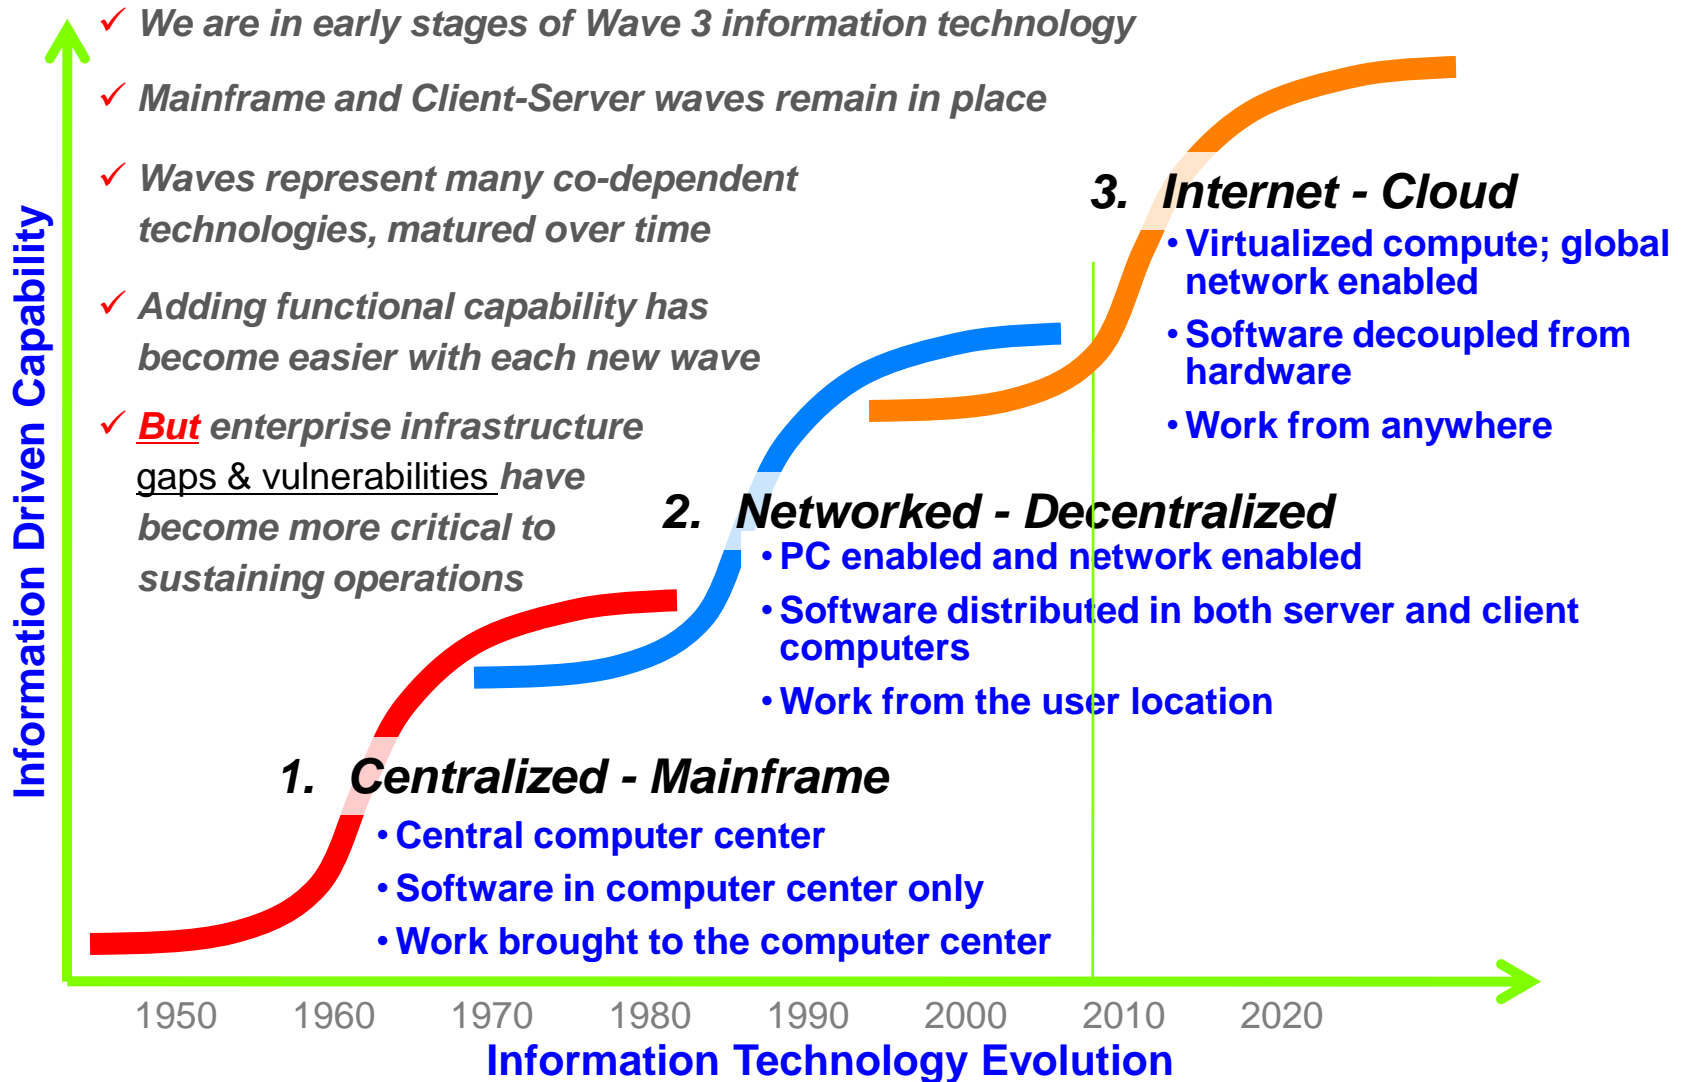 ✓ We are in early stages of Wave 3 information technology
✓ Mainframe and Client-Server waves remain in place
✓ Waves represent many co-dependent
technologies, matured over time
✓ Adding functional capability has
become easier with each new wave
✓ But enterprise infrastructure
gaps & vulnerabilities have
become more critical to
sustaining operations
3. Internet - Cloud
• Virtualized compute; global
network enabled
• Software decoupled from
hardware
• Work from anywhere
2. Networked - Decentralized
• PC enabled and network enabled
• Software distributed in both server and client
computers
• Work from the user location
1. Centralized - Mainframe
• Central computer center
• Software in computer center only
• Work brought to the computer center
Information Driven Capability
1950 1960 1970 1980 1990 2000 2010 2020
Information Technology Evolution